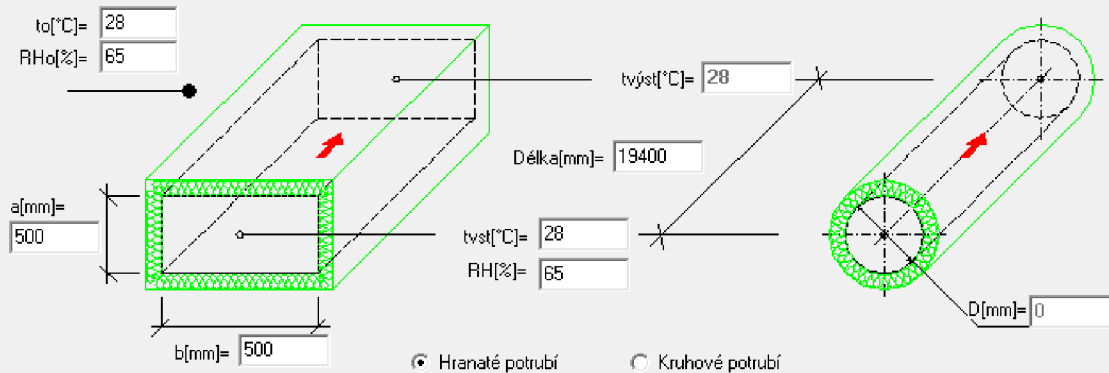 to[°C]= 28
RHo[%]= 65
tvýst[°C]= 28
Délka[mm]= 19400
a[mm]=
500
tvst[°C]= 28
RH[%]= 65
D[mm]= 0
b[mm]= 500
Hranaté potrubí Kruhové potrubí